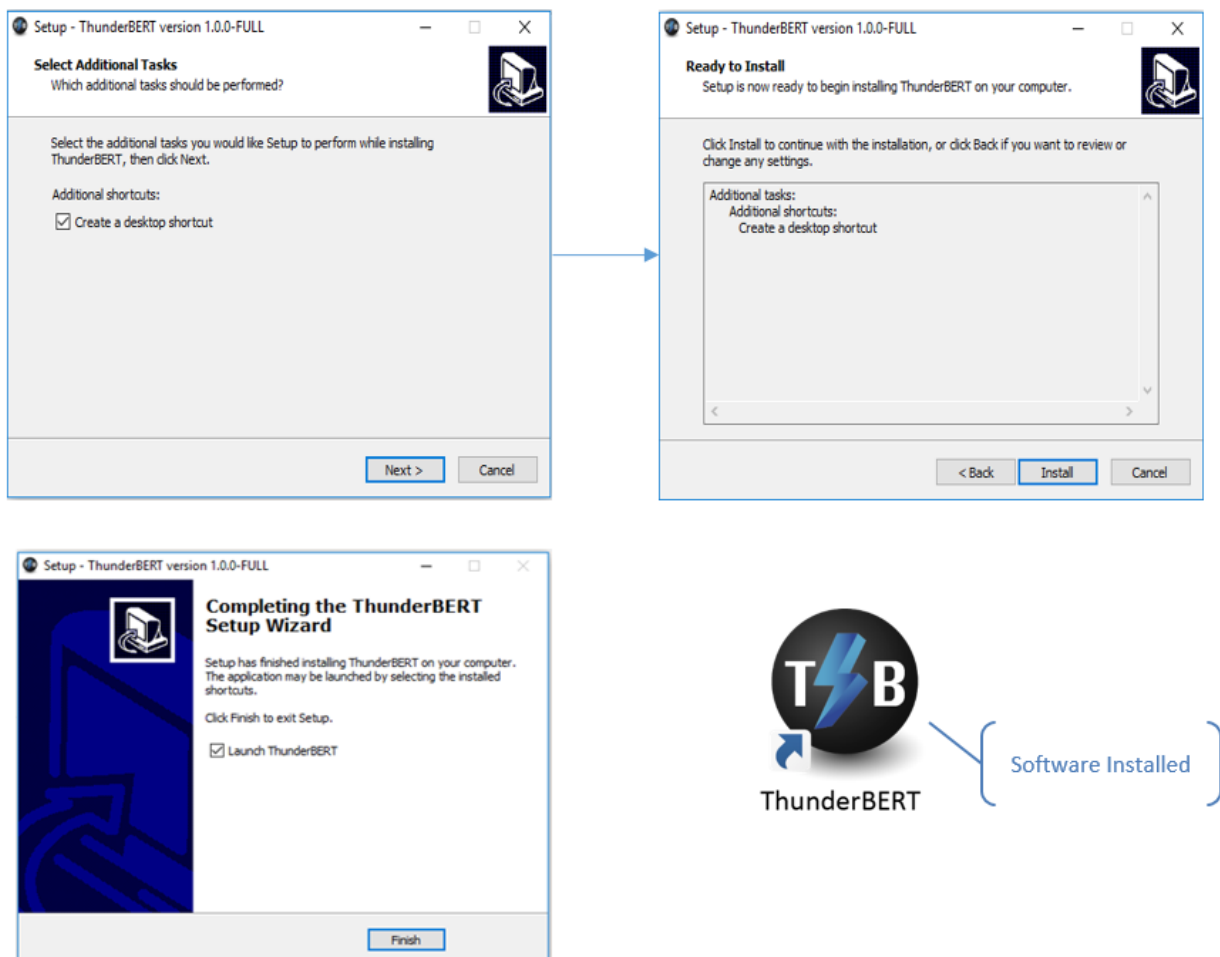 Setup - ThunderBERT version 1.0.0-FULL
Select Additional Tasks
Which additional tasks should be performed?
Select the additional tasks you would like Setup to perform while installing
ThunderBERT, then click Next.
Additional shortcuts:
Create a desktop shortcut
Next >
Cancel
Setup - ThunderBERT version 1.0.0-FULL
Ready to Install
Setup is now ready to begin installing ThunderBERT on your computer.
Click Install to continue with the installation, or click Back if you want to review or
change any settings.
Additional tasks:
Additional shortcuts:
Create a desktop shortcut
< Back
Install
Cancel
Setup - ThunderBERT version 1.0.0-FULL
Completing the ThunderBERT
Setup Wizard
Setup has finished installing ThunderBERT on your computer.
The application may be launched by selecting the installed
shortcuts.
Click Finish to exit Setup.
Launch ThunderBERT
Finish
T B
ThunderBERT
Software Installed